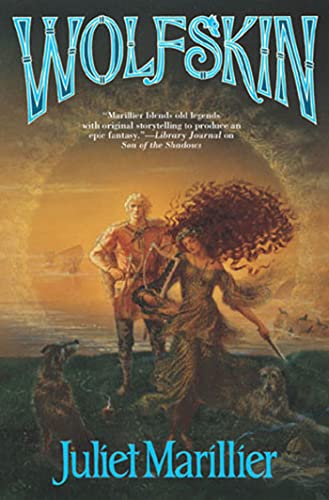 WOLFSKIN
"Marillier blends old legends
with original storytelling to produce an
epic fantasy."—Library Journal on
Son of the Shadows
Juliet Marillier